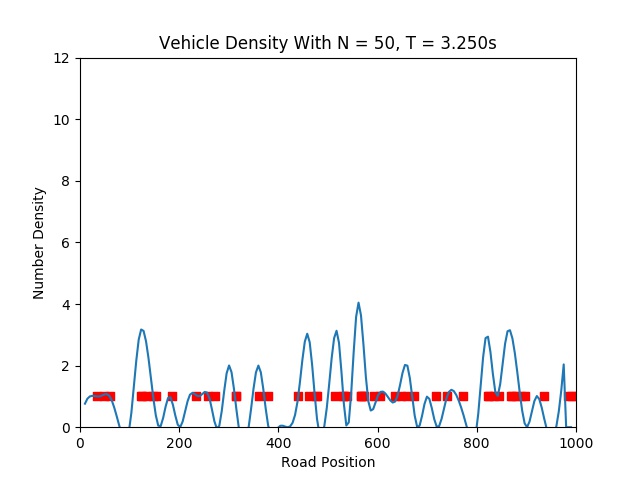 Vehicle Density With N = 50, T = 3.250s
12
10
8
6
4
2
0
Number Density
0 200 400 600 800 1000
Road Position